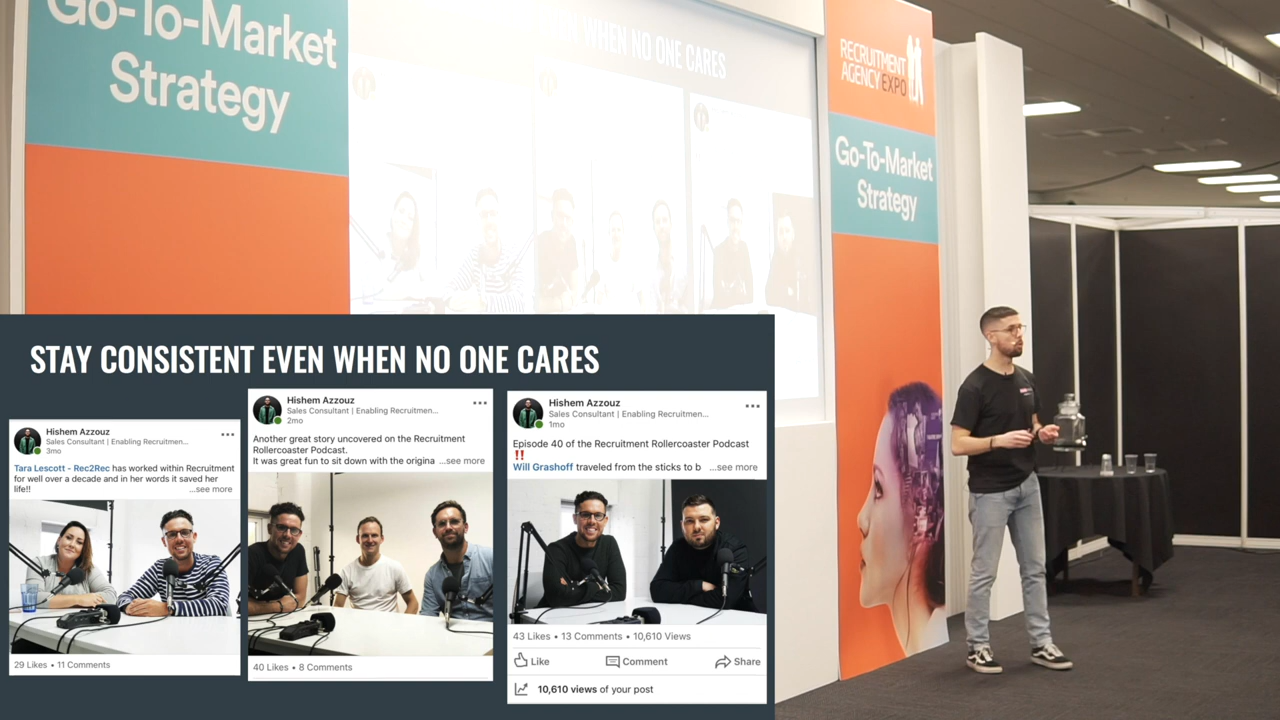 Go-To-Market
Strategy
WHEN NO ONE CARES
RECRUITMENT
AGENCY EXPO
Go-To-Market
Strategy
STAY CONSISTENT EVEN WHEN NO ONE CARES
Hishem Azzouz
Sales Consultant | Enabling Recruitmen...
3mo
Tara Lescott - Rec2Rec has worked within Recruitment
for well over a decade and in her words it saved her
life!! ...see more
29 Likes • 11 Comments
Hishem Azzouz
Sales Consultant | Enabling Recruitmen...
2mo
Another great story uncovered on the Recruitment
Rollercoaster Podcast.
It was great fun to sit down with the origina ...see more
40 Likes • 8 Comments
Hishem Azzouz
Sales Consultant | Enabling Recruitmen...
1mo
Episode 40 of the Recruitment Rollercoaster Podcast
‼️
Will Grashoff traveled from the sticks to b ...see more
43 Likes • 13 Comments • 10,610 Views
Like Comment Share
10,610 views of your post